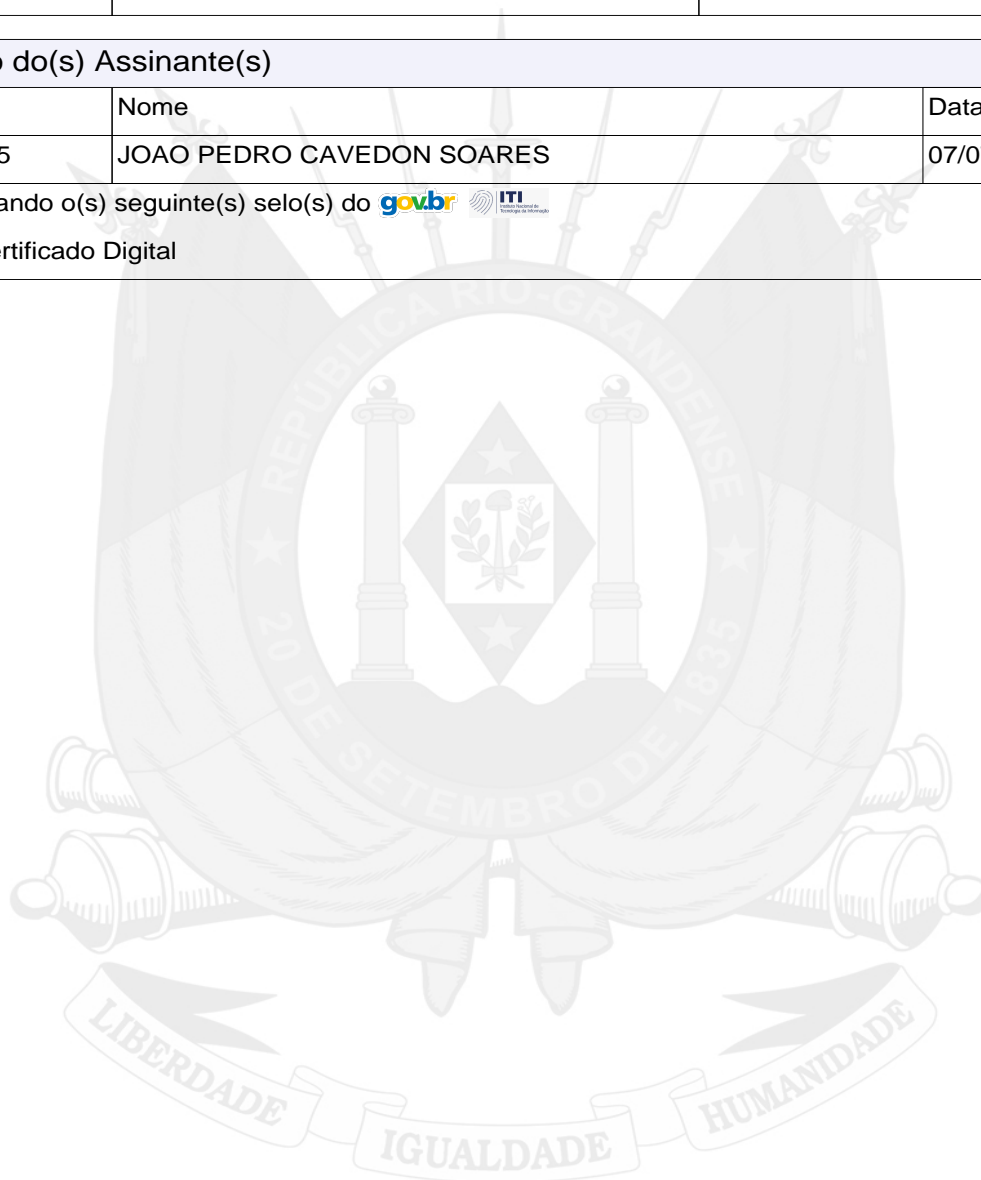 o do(s) Assinante(s)
Nome Data
5 JOAO PEDRO CAVEDON SOARES 07/0
ando o(s) seguinte(s) selo(s) do gov.br ITI
rtificado Digital
REPÚBLICA RIO-GRANDENSE
20 DE SETEMBRO DE 1835
LIBERDADE IGUALDADE HUMANIDADE